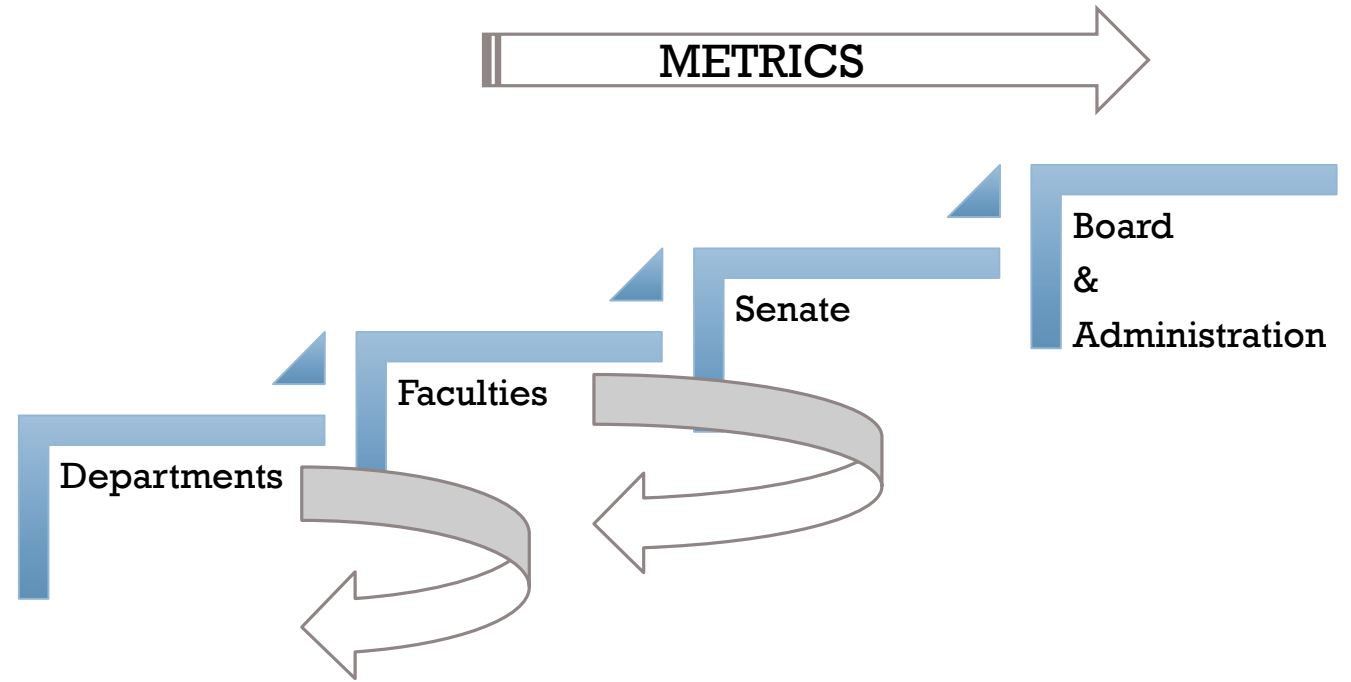 METRICS
Board
&
Administration
Senate
Faculties
Departments